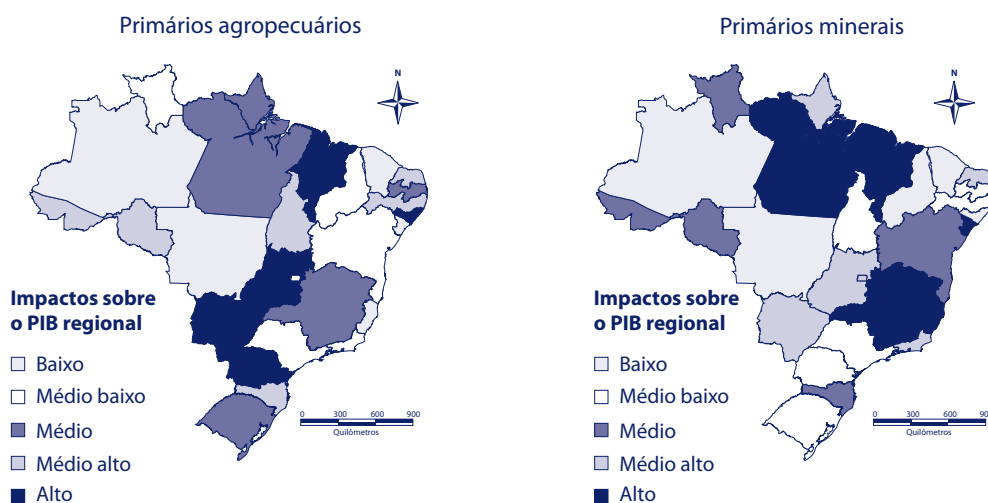 Primários agropecuários
N
Impactos sobre
o PIB regional
Baixo
Médio baixo
Médio
Médio alto
Alto
0 300 600 900
Quilômetros
Primários minerais
N
Impactos sobre
o PIB regional
Baixo
Médio baixo
Médio
Médio alto
Alto
0 300 600
Quilômetros